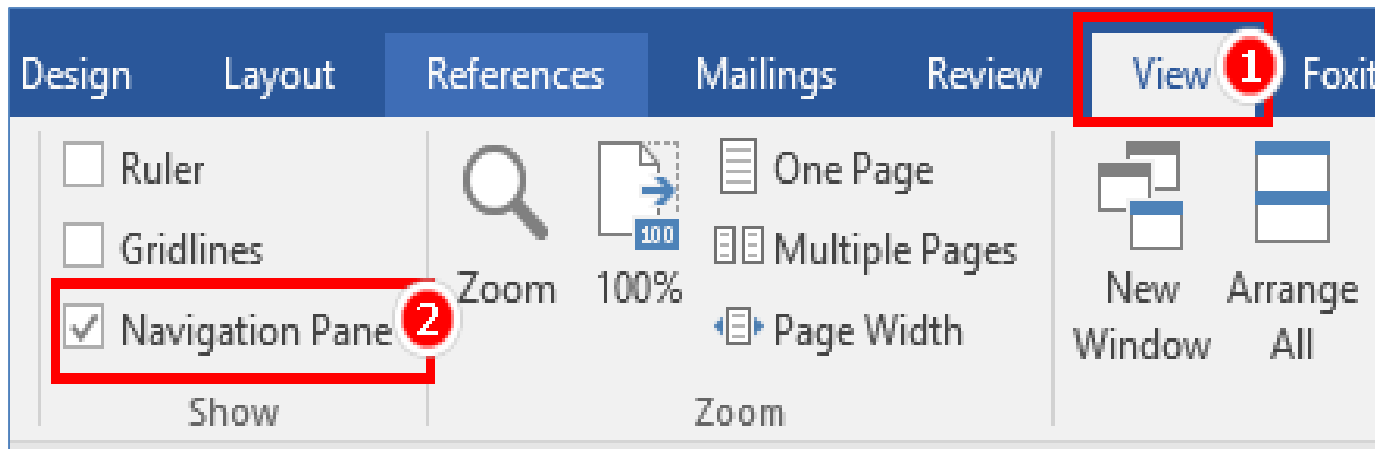 Design Layout References Mailings Review View 1 Foxit
Ruler
Gridlines
Navigation Pane 2
Show
Zoom
100
100%
One Page
Multiple Pages
Page Width
Zoom
New
Window
Arrange
All